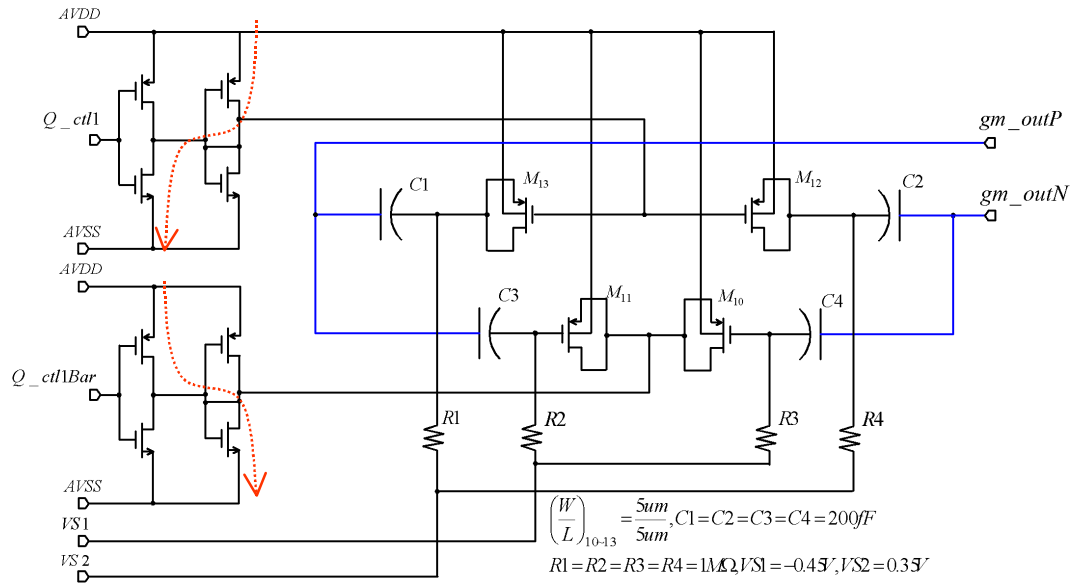 AVDD
Q_ctl1
AVSS
AVDD
Q_ctl1Bar
AVSS
VS1
VS2
C1
M13
M12
C2
gm_outP
gm_outN
C3
M11
M10
C4
R1
R2
R3
R4
(W/L)10~13 = 5um/5um, C1=C2=C3=C4=200fF
R1=R2=R3=R4=1MΩ,VS1=-0.45V,VS2=0.35V